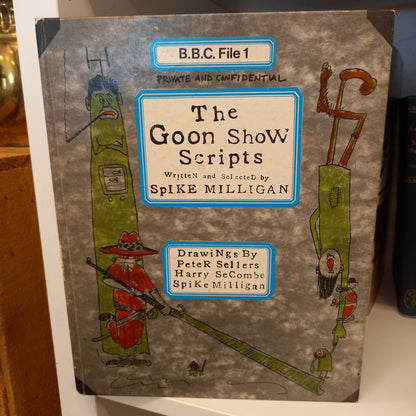 B.B.C. File 1
PRIVATE AND CONFIDENTIAL
The
Goon Show
Scripts
Written and Selected by
SPIKE MILLIGAN
Drawings By
Peter Sellers
Harry Secombe
Spike Milligan